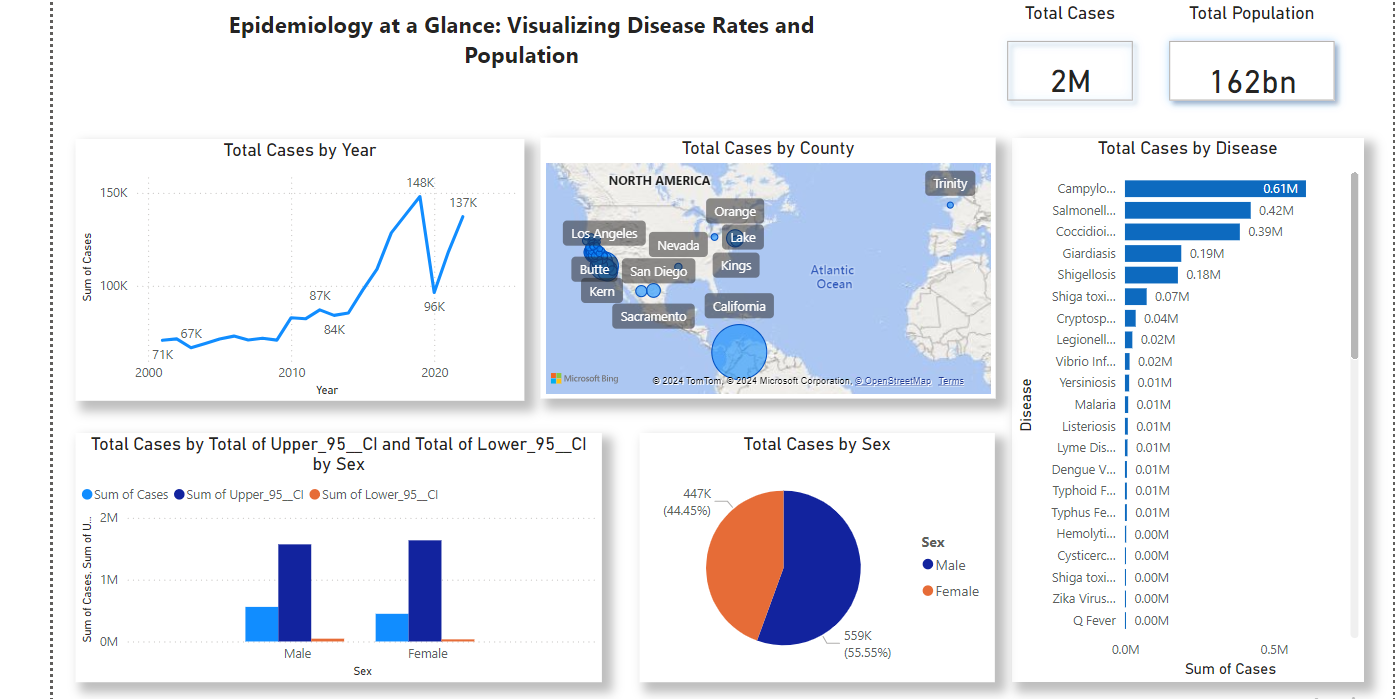 Epidemiology at a Glance: Visualizing Disease Rates and
Population
Total Cases
2M
Total Population
162bn
Total Cases by Year
Sum of Cases
150K
100K
71K
67K
87K
84K
148K
96K
137K
2000
2010
2020
Year
Total Cases by County
NORTH AMERICA
Trinity
Orange
Los Angeles
Lake
Nevada
Butte
San Diego
Kings
Atlantic
Ocean
Kern
California
Sacramento
Microsoft Bing
© 2024 TomTom, © 2024 Microsoft Corporation, © OpenStreetMap Terms
Total Cases by Disease
Disease
Campylo... 0.61M
Salmonell... 0.42M
Coccidioi... 0.39M
Giardiasis 0.19M
Shigellosis 0.18M
Shiga toxi... 0.07M
Cryptosp... 0.04M
Legionell... 0.02M
Vibrio Inf... 0.02M
Yersiniosis 0.01M
Malaria 0.01M
Listeriosis 0.01M
Lyme Dis... 0.01M
Dengue V... 0.01M
Typhoid F... 0.01M
Typhus Fe... 0.01M
Hemolyti... 0.00M
Cysticerc... 0.00M
Shiga toxi... 0.00M
Zika Virus... 0.00M
Q Fever 0.00M
0.0M 0.5M
Sum of Cases
Total Cases by Total of Upper_95__CI and Total of Lower_95__CI
by Sex
Sum of Cases Sum of Upper_95__CI Sum of Lower_95__CI
Sum of Cases, Sum of U...
2M
1M
0M
Male
Female
Sex
Total Cases by Sex
447K
(44.45%)
559K
(55.55%)
Sex
Male
Female